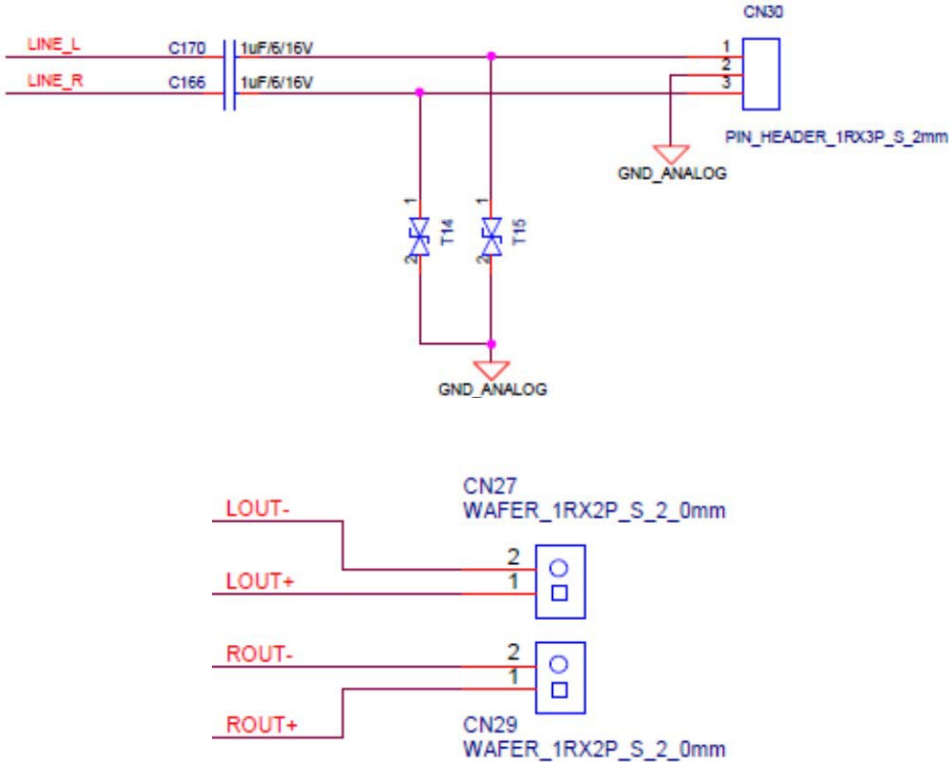 CN30
LINE_L C170 1uF/6/16V 1
2
LINE_R C166 1uF/6/16V 3
PIN_HEADER_1RX3P_S_2mm
GND_ANALOG
1 1
T14 T15
2 2
GND_ANALOG
CN27
WAFER_1RX2P_S_2_0mm
LOUT-
2
LOUT+ 1
ROUT- 2
1
ROUT+
CN29
WAFER_1RX2P_S_2_0mm